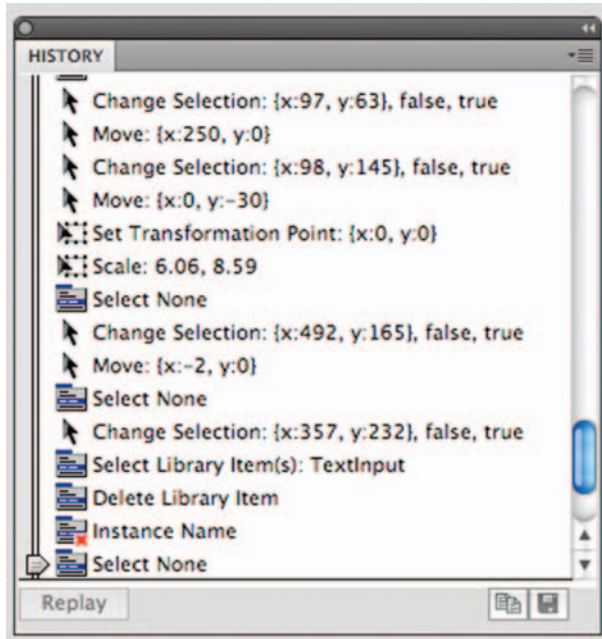 HISTORY
Change Selection: {x:97, y:63}, false, true
Move: {x:250, y:0}
Change Selection: {x:98, y:145}, false, true
Move: {x:0, y:-30}
Set Transformation Point: {x:0, y:0}
Scale: 6.06, 8.59
Select None
Change Selection: {x:492, y:165}, false, true
Move: {x:-2, y:0}
Select None
Change Selection: {x:357, y:232}, false, true
Select Library Item(s): TextInput
Delete Library Item
Instance Name
Select None
Replay